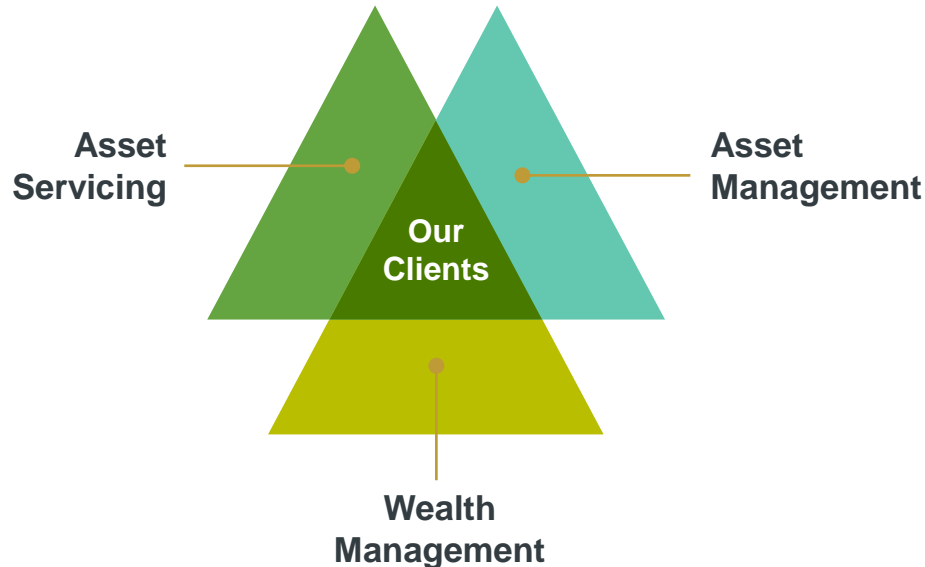 Asset
Servicing
Asset
Management
Our
Clients
Wealth
Management